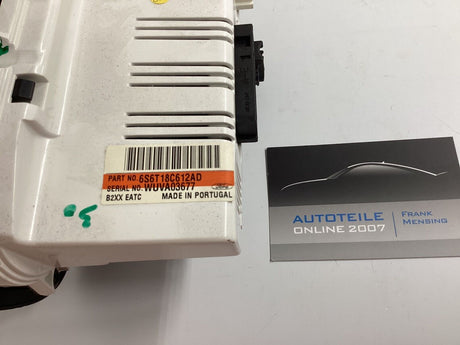 PART NO. 6S6T18C612AD
SERIAL NO. WUVA03677
B2XX EATC MADE IN PORTUGAL
AUTOTEILE
ONLINE 2007
FRANK
MENSING